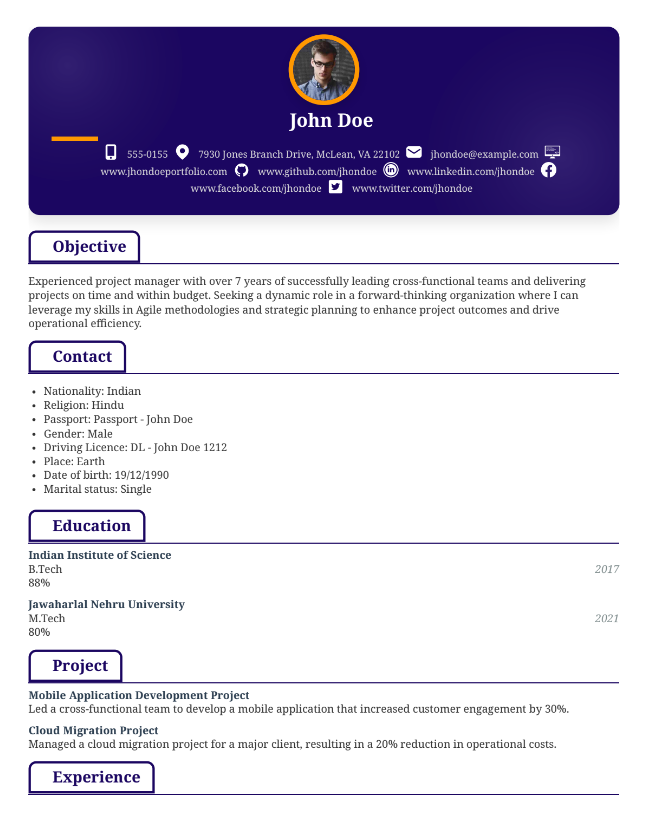 John Doe
555-0155 7930 Jones Branch Drive, McLean, VA 22102 jhondoe@example.com
www.jhondoeportfolio.com www.github.com/jhondoe www.linkedin.com/jhondoe
www.facebook.com/jhondoe www.twitter.com/jhondoe
Objective
Experienced project manager with over 7 years of successfully leading cross-functional teams and delivering
projects on time and within budget. Seeking a dynamic role in a forward-thinking organization where I can
leverage my skills in Agile methodologies and strategic planning to enhance project outcomes and drive
operational efficiency.
Contact
• Nationality: Indian
• Religion: Hindu
• Passport: Passport - John Doe
• Gender: Male
• Driving Licence: DL - John Doe 1212
• Place: Earth
• Date of birth: 19/12/1990
• Marital status: Single
Education
Indian Institute of Science
B.Tech 2017
88%
Jawaharlal Nehru University
M.Tech 2021
80%
Project
Mobile Application Development Project
Led a cross-functional team to develop a mobile application that increased customer engagement by 30%.
Cloud Migration Project
Managed a cloud migration project for a major client, resulting in a 20% reduction in operational costs.
Experience